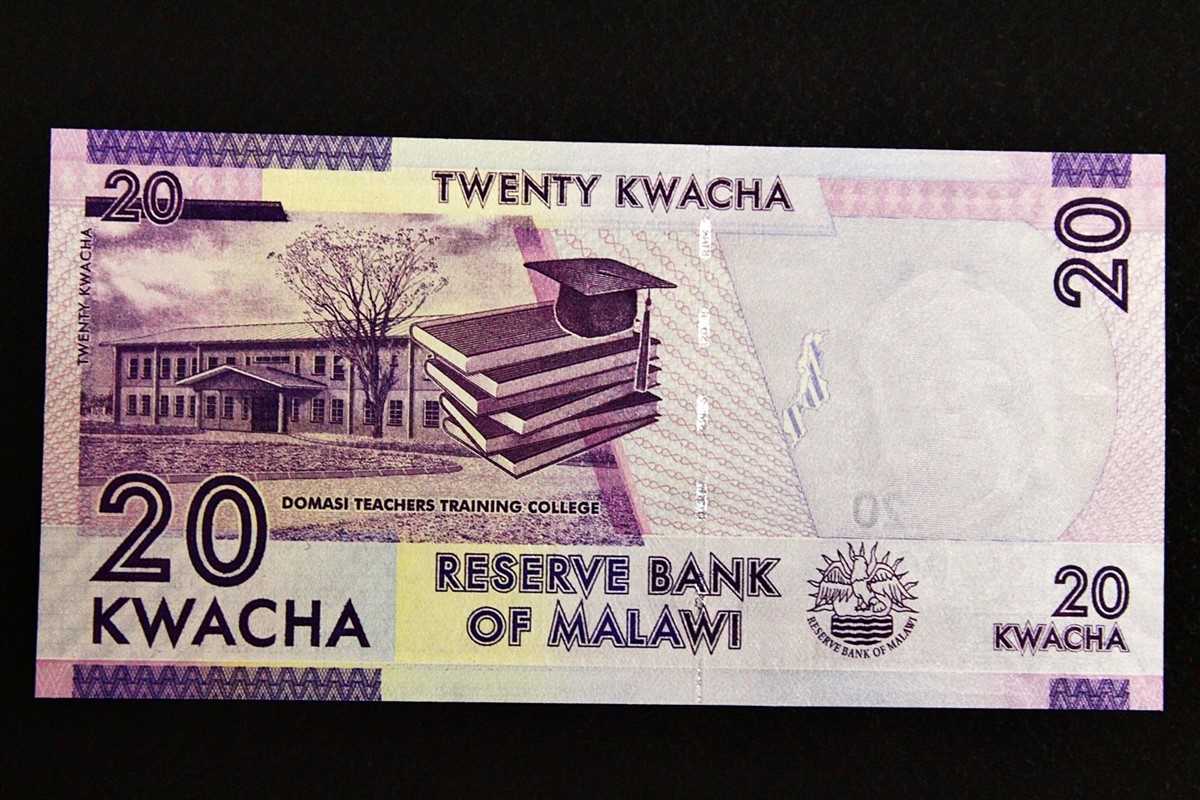 20
TWENTY KWACHA
20
TWENTY KWACHA
DOMASI TEACHERS TRAINING COLLEGE
20
KWACHA
RESERVE BANK
OF MALAWI
RESERVE BANK OF MALAWI
20
KWACHA
20